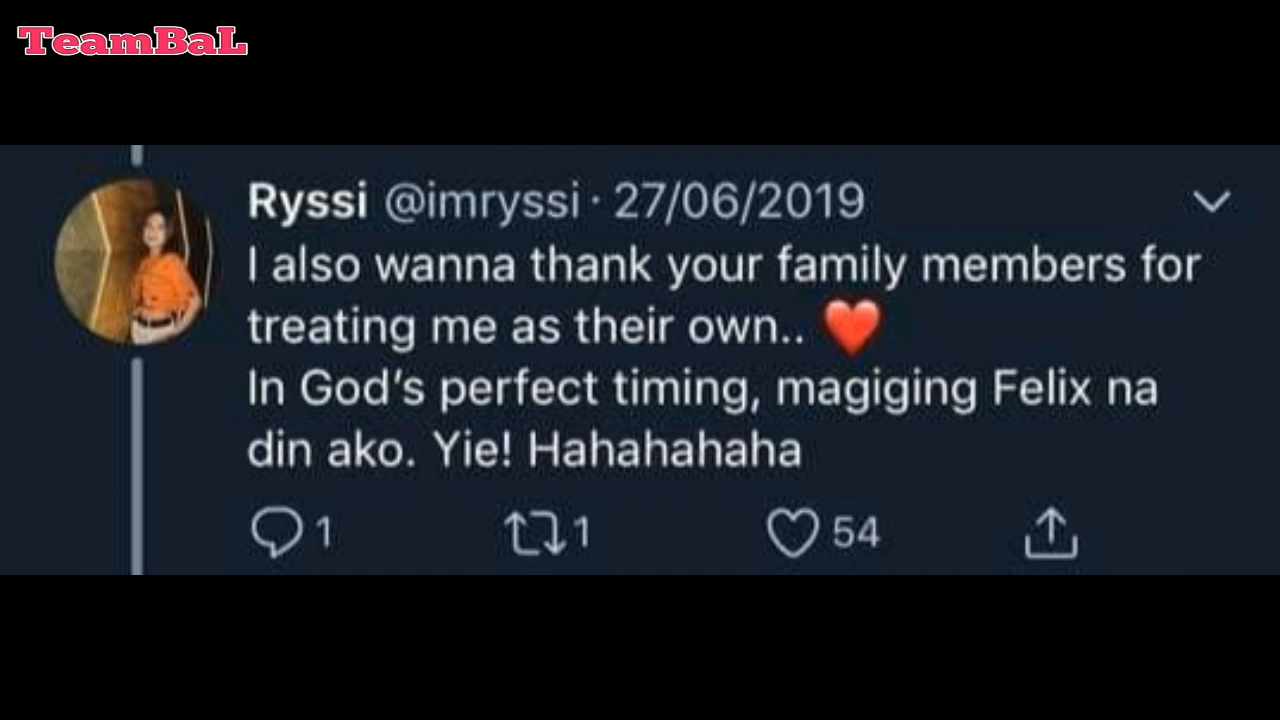 TeamBaL
Ryssi @imryssi · 27/06/2019
I also wanna thank your family members for
treating me as their own.. ❤️
In God’s perfect timing, magiging Felix na
din ako. Yie! Hahahahaha
1 1 54